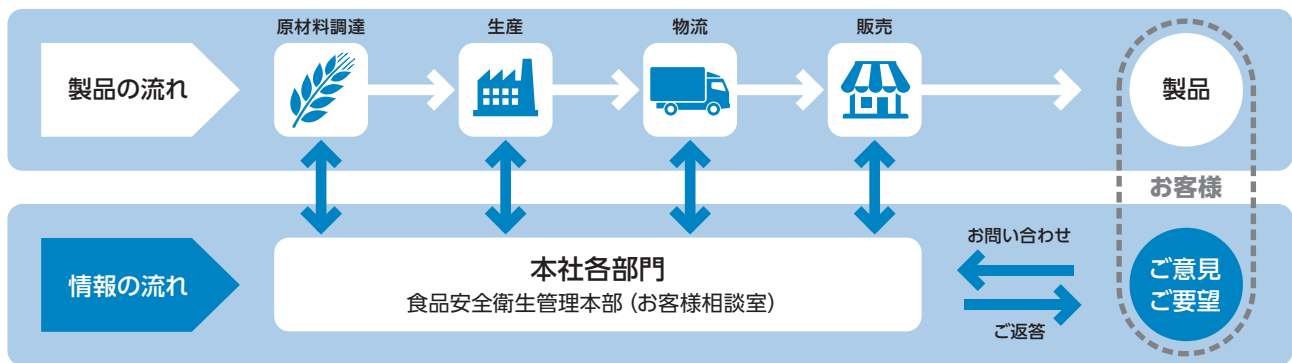 原材料調達
生産
物流
販売
製品の流れ
製品
お客様
情報の流れ
本社各部門
食品安全衛生管理本部（お客様相談室）
お問い合わせ
ご返答
ご意見
ご要望